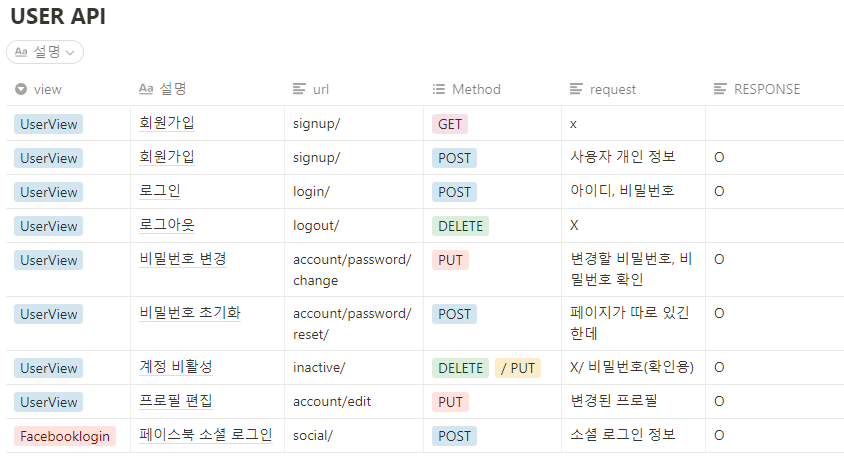 USER API
Aa 설명
view Aa 설명 url Method request RESPONSE
UserView 회원가입 signup/ GET x
UserView 회원가입 signup/ POST 사용자 개인 정보 O
UserView 로그인 login/ POST 아이디, 비밀번호 O
UserView 로그아웃 logout/ DELETE X
UserView 비밀번호 변경 account/password/ PUT 변경할 비밀번호, 비 O
change 밀번호 확인
UserView 비밀번호 초기화 account/password/ POST 페이지가 따로 있긴 O
reset/ 한데
UserView 계정 비활성 inactive/ DELETE / PUT X/ 비밀번호(확인용) O
UserView 프로필 편집 account/edit PUT 변경된 프로필 O
Facebooklogin 페이스북 소셜 로그인 social/ POST 소셜 로그인 정보 O